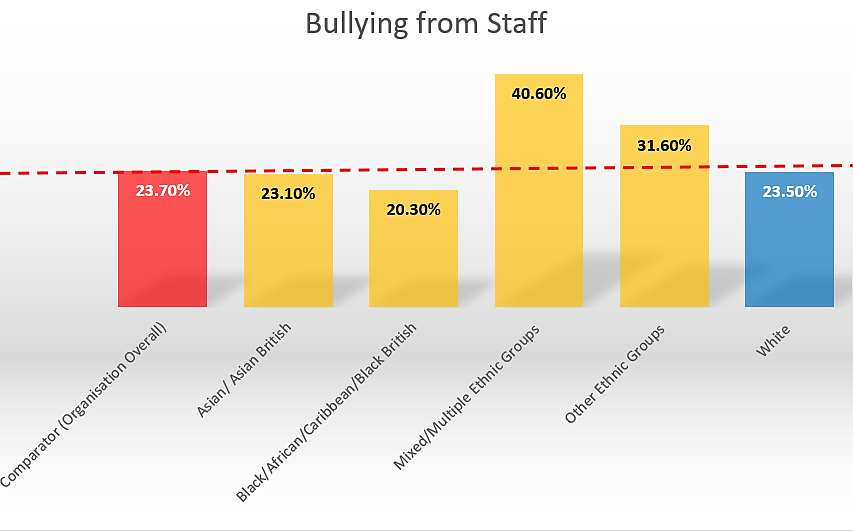 Bullying from Staff
23.70%
23.10%
20.30%
40.60%
31.60%
23.50%
Comparator (Organisation Overall)
Asian/ Asian British
Black/African/Caribbean/Black British
Mixed/Multiple Ethnic Groups
Other Ethnic Groups
White